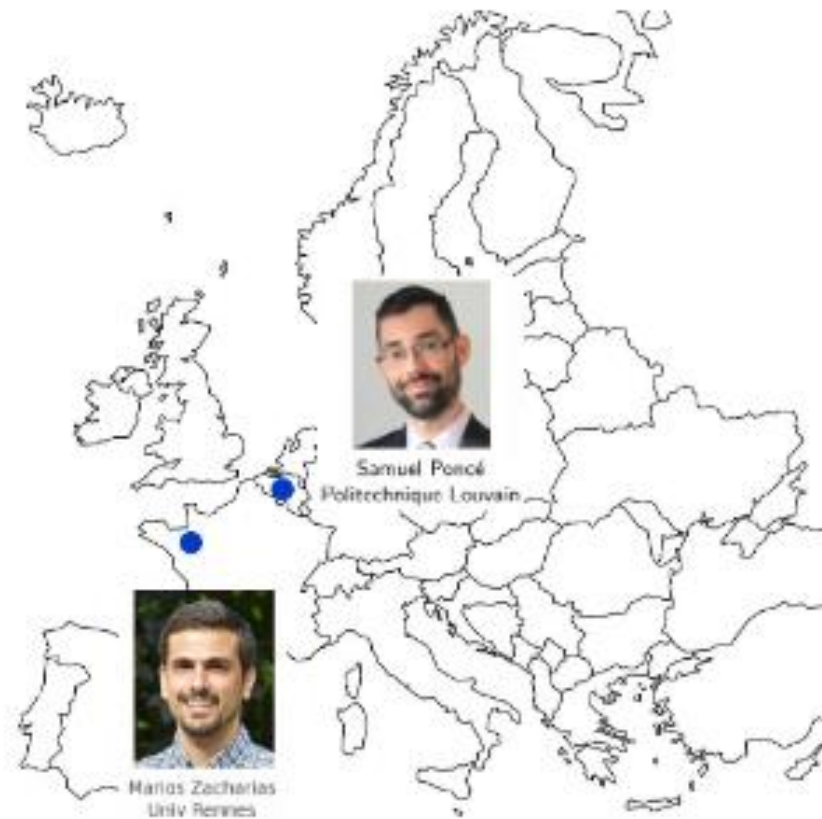 Samuel Poncé
Politechnique Louvain
Marios Zacharias
Univ Rennes